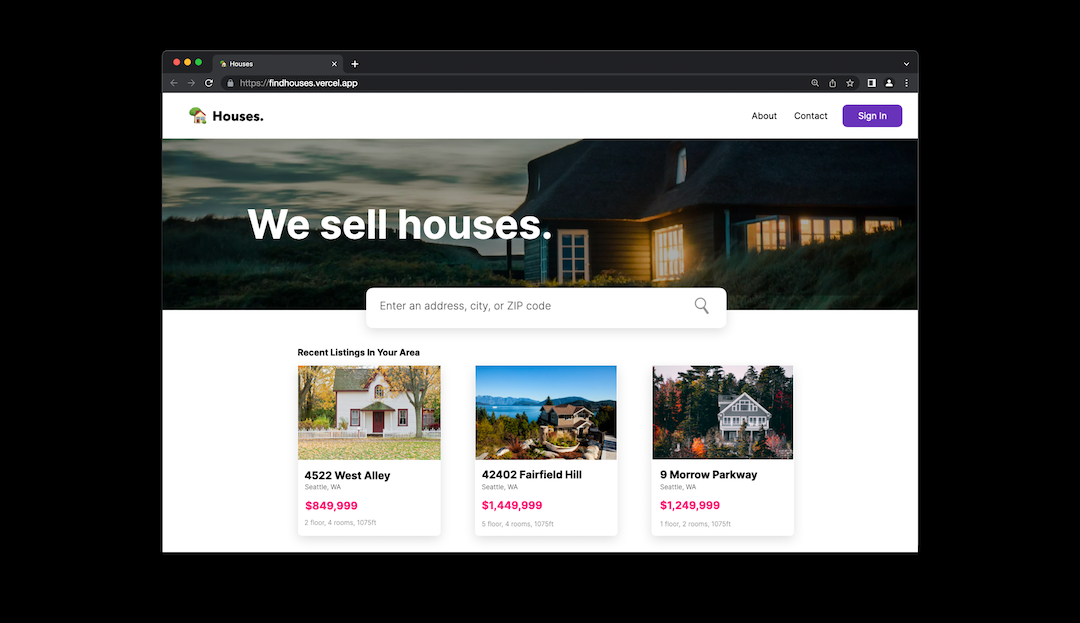 Houses
https://findhouses.vercel.app
Houses.
About
Contact
Sign In
We sell houses.
Enter an address, city, or ZIP code
Recent Listings In Your Area
4522 West Alley
Seattle, WA
$849,999
2 floor, 4 rooms, 1075ft
42402 Fairfield Hill
Seattle, WA
$1,449,999
5 floor, 4 rooms, 1075ft
9 Morrow Parkway
Seattle, WA
$1,249,999
1 floor, 2 rooms, 1075ft